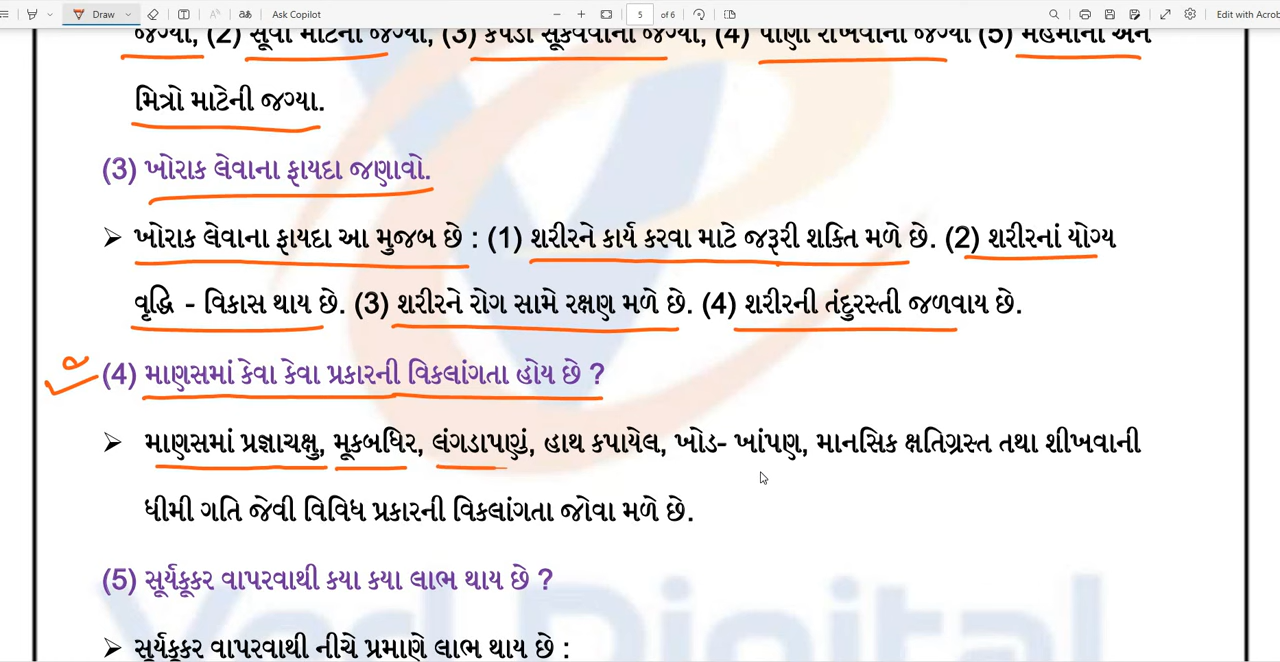 Draw
Ask Copilot
5 of 6
Edit with Acrob
જગ્યા, (2) સૂવા માટેની જગ્યા, (3) કપડાં સૂકવવાની જગ્યા, (4) પાણી રાખવાની જગ્યા (5) મહેમાનો અને
મિત્રો માટેની જગ્યા.
(3) ખોરાક લેવાના ફાયદા જણાવો.
➢ ખોરાક લેવાના ફાયદા આ મુજબ છે : (1) શરીરને કાર્ય કરવા માટે જરૂરી શક્તિ મળે છે. (2) શરીરનાં યોગ્ય
વૃદ્ધિ - વિકાસ થાય છે. (3) શરીરને રોગ સામે રક્ષણ મળે છે. (4) શરીરની તંદુરસ્તી જળવાય છે.
(4) માણસમાં કેવા કેવા પ્રકારની વિકલાંગતા હોય છે ?
➢ માણસમાં પ્રજ્ઞાચક્ષુ, મૂકબધિર, લંગડાપણું, હાથ કપાયેલ, ખોડ- ખાંપણ, માનસિક ક્ષતિગ્રસ્ત તથા શીખવાની
ધીમી ગતિ જેવી વિવિધ પ્રકારની વિકલાંગતા જોવા મળે છે.
(5) સૂર્યકૂકર વાપરવાથી કયા કયા લાભ થાય છે ?
➢ સૂર્યકૂકર વાપરવાથી નીચે પ્રમાણે લાભ થાય છે :
Digital